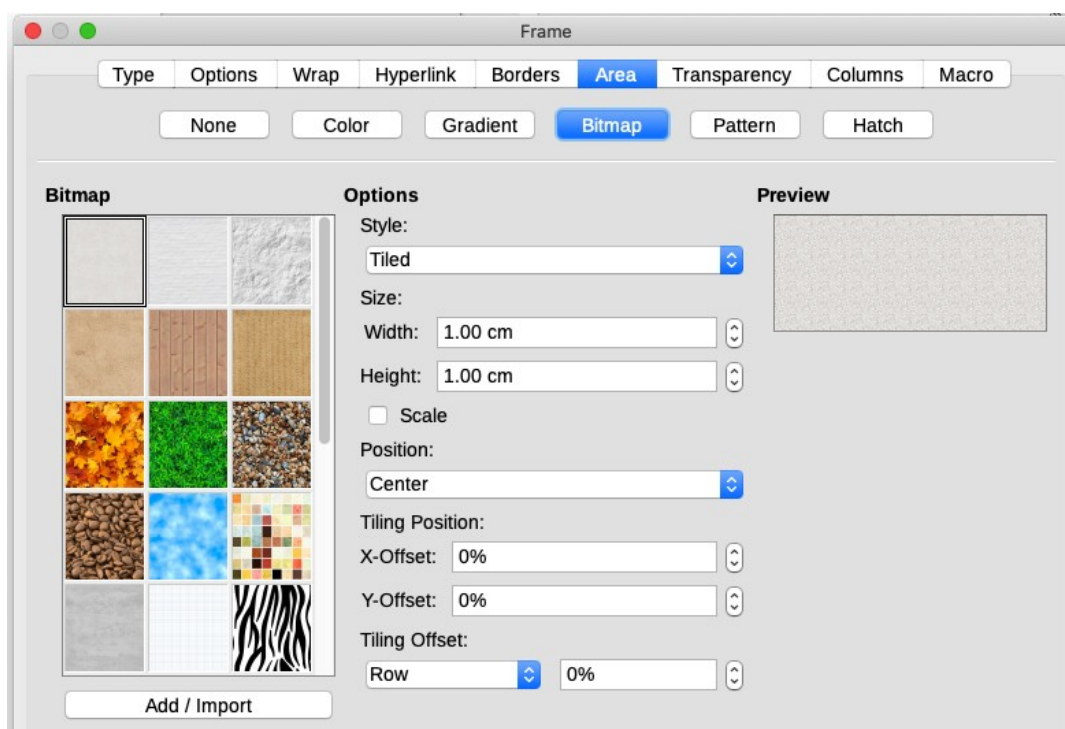 Frame
Type Options Wrap Hyperlink Borders Area Transparency Columns Macro
None Color Gradient Bitmap Pattern Hatch
Bitmap
Options
Preview
Style:
Tiled
Size:
Width: 1.00 cm
Height: 1.00 cm
Scale
Position:
Center
Tiling Position:
X-Offset: 0%
Y-Offset: 0%
Tiling Offset:
Row 0%
Add / Import